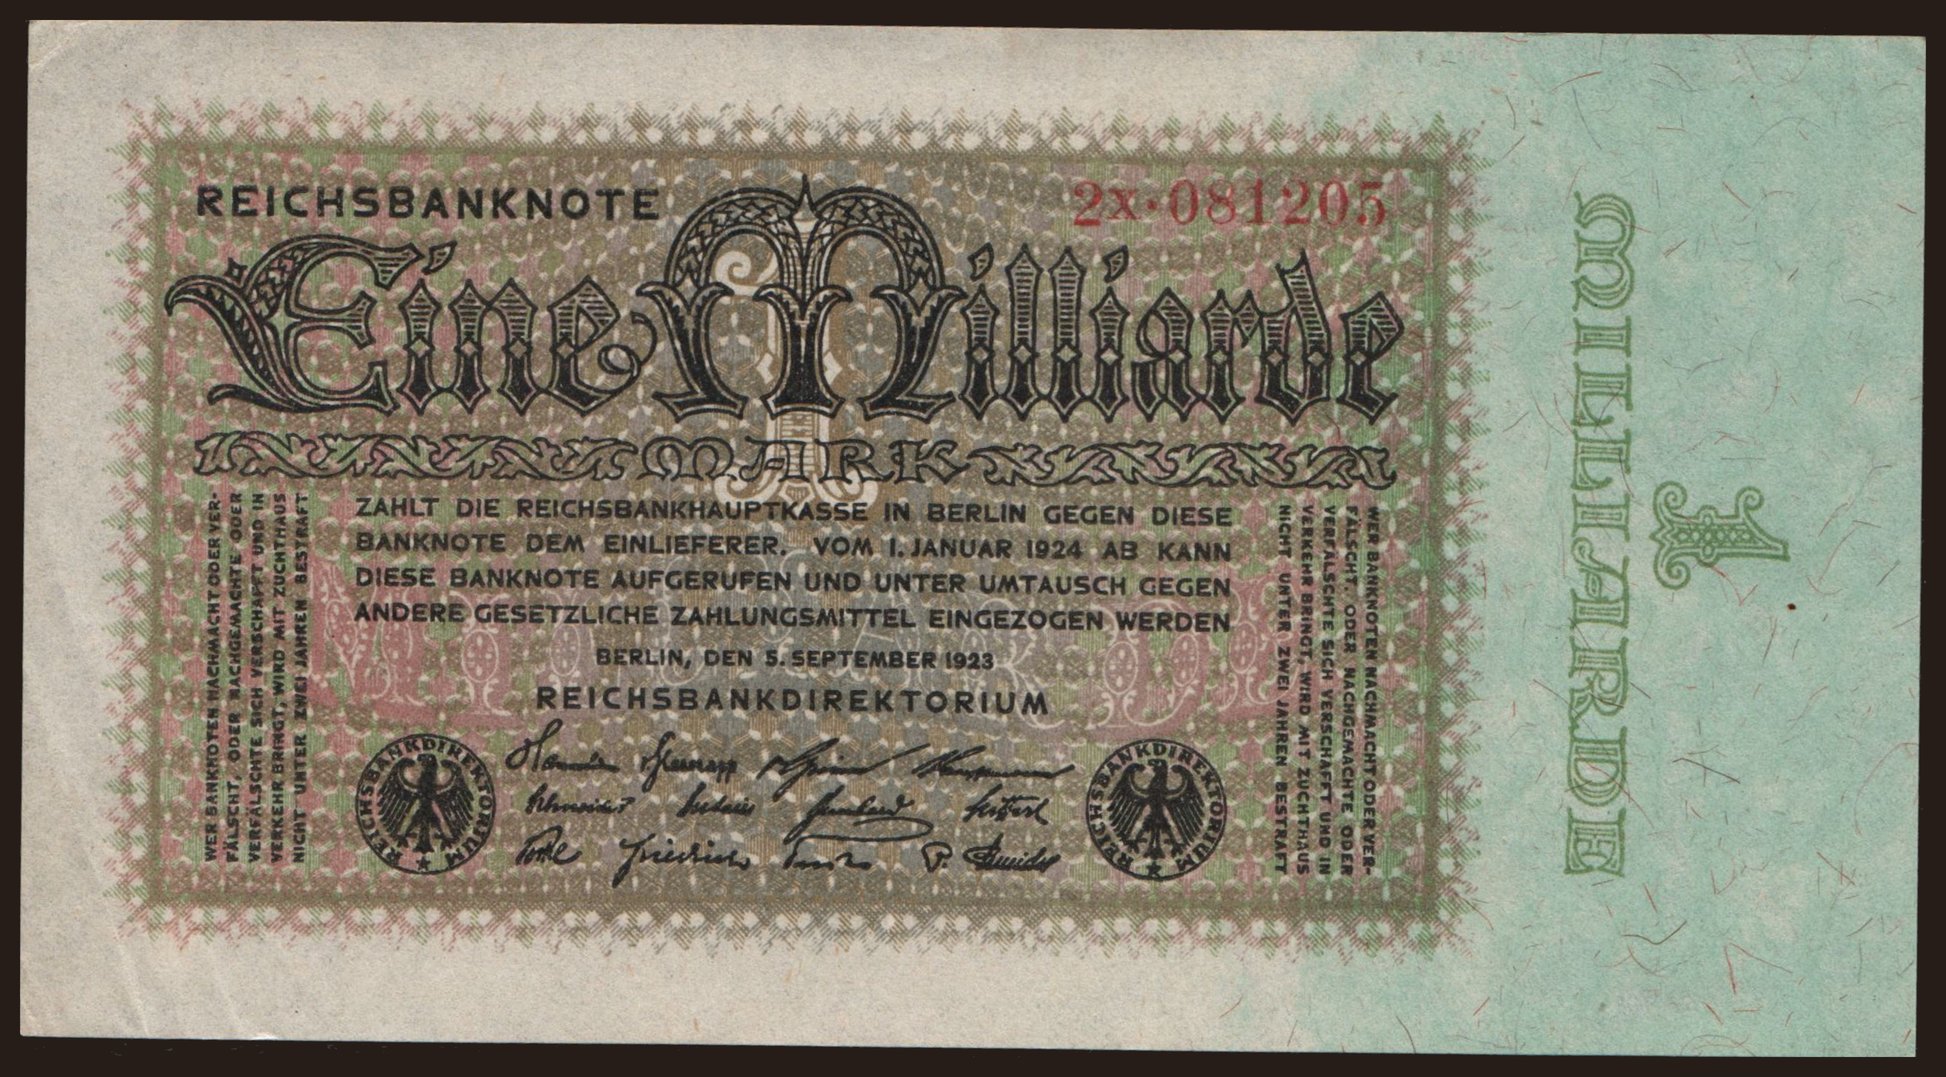 REICHSBANKNOTE
2X·081205
Eine Milliarde
MARK
ZAHLT DIE REICHSBANKHAUPTKASSE IN BERLIN GEGEN DIESE
BANKNOTE DEM EINLIEFERER. VOM 1. JANUAR 1924 AB KANN
DIESE BANKNOTE AUFGERUFEN UND UNTER UMTAUSCH GEGEN
ANDERE GESETZLICHE ZAHLUNGSMITTEL EINGEZOGEN WERDEN
BERLIN, DEN 5. SEPTEMBER 1923
REICHSBANKDIREKTORIUM
WER BANKNOTEN NACHMACHT ODER VER-
FÄLSCHT, ODER NACHGEMACHTE ODER
VERFÄLSCHTE SICH VERSCHAFFT UND IN
VERKEHR BRINGT, WIRD MIT ZUCHTHAUS
NICHT UNTER ZWEI JAHREN BESTRAFT
WER BANKNOTEN NACHMACHT ODER VER-
FÄLSCHT, ODER NACHGEMACHTE ODER
VERFÄLSCHTE SICH VERSCHAFFT UND IN
VERKEHR BRINGT, WIRD MIT ZUCHTHAUS
NICHT UNTER ZWEI JAHREN BESTRAFT
REICHSBANKDIREKTORIUM
REICHSBANKDIREKTORIUM
Schneider
Friedrich
P. Schneider
1
MILLIARDE